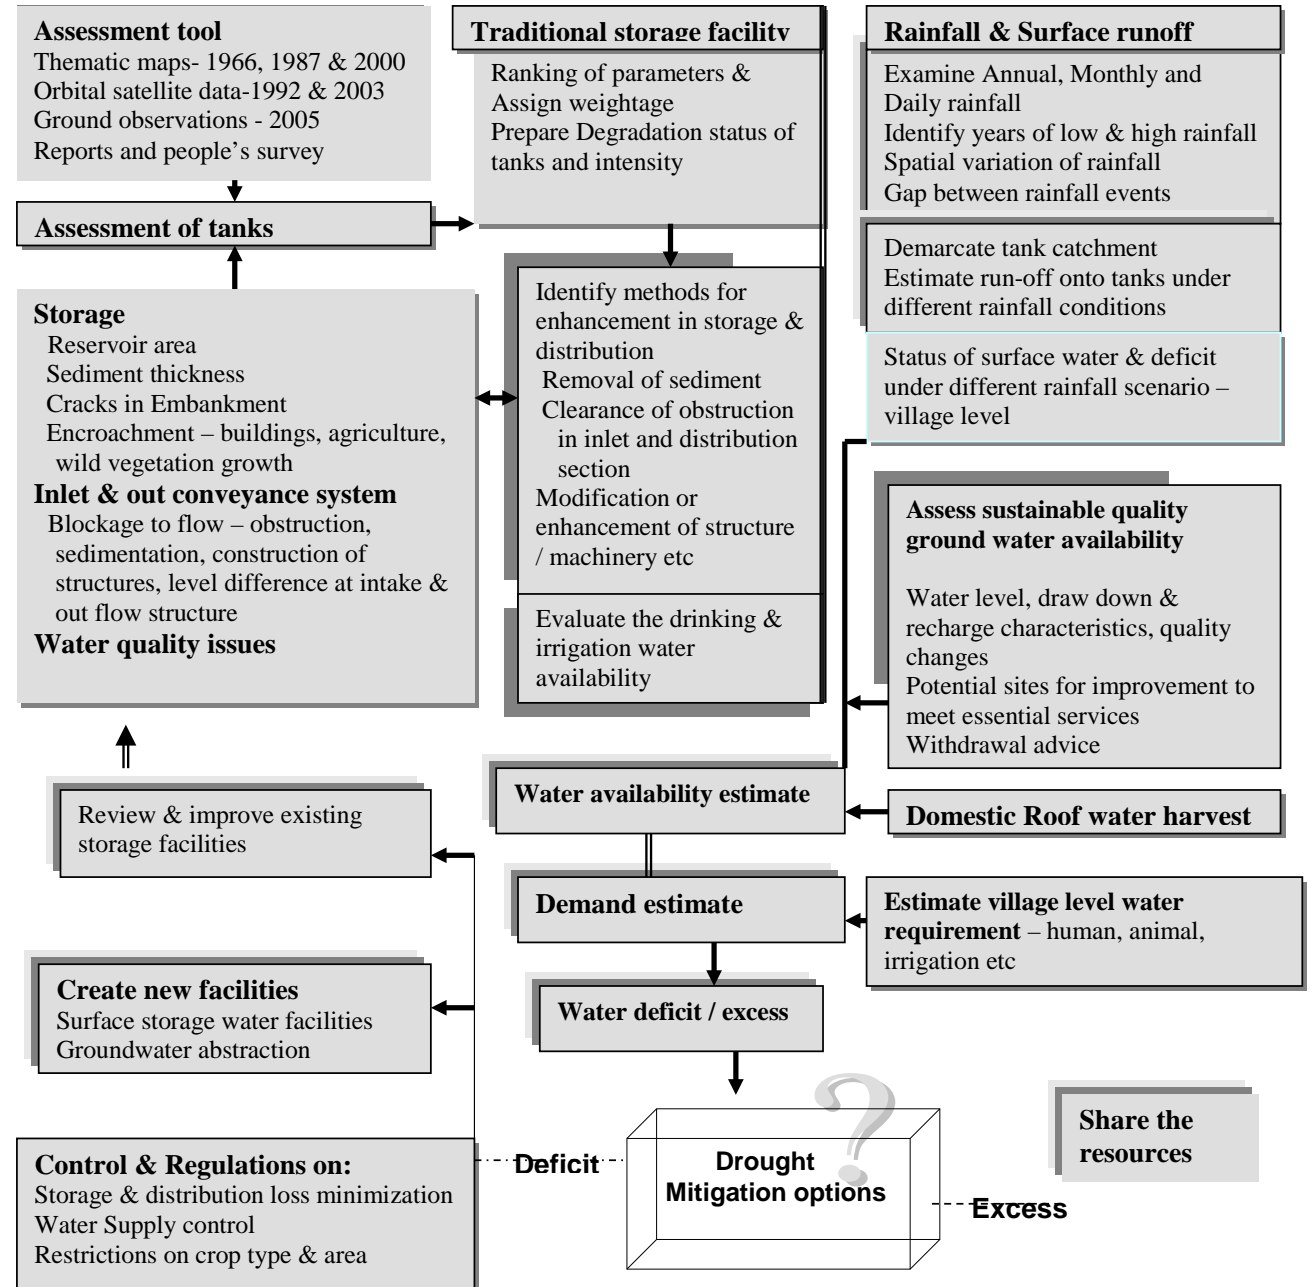 Assessment tool
Thematic maps- 1966, 1987 & 2000
Orbital satellite data-1992 & 2003
Ground observations - 2005
Reports and people's survey
Assessment of tanks
Storage
Reservoir area
Sediment thickness
Cracks in Embankment
Encroachment – buildings, agriculture,
wild vegetation growth
Inlet & out conveyance system
Blockage to flow – obstruction,
sedimentation, construction of
structures, level difference at intake &
out flow structure
Water quality issues
Traditional storage facility
Ranking of parameters &
Assign weightage
Prepare Degradation status of
tanks and intensity
Identify methods for
enhancement in storage &
distribution
Removal of sediment
Clearance of obstruction
in inlet and distribution
section
Modification or
enhancement of structure
/ machinery etc
Evaluate the drinking &
irrigation water
availability
Rainfall & Surface runoff
Examine Annual, Monthly and
Daily rainfall
Identify years of low & high rainfall
Spatial variation of rainfall
Gap between rainfall events
Demarcate tank catchment
Estimate run-off onto tanks under
different rainfall conditions
Status of surface water & deficit
under different rainfall scenario –
village level
Assess sustainable quality
ground water availability
Water level, draw down &
recharge characteristics, quality
changes
Potential sites for improvement to
meet essential services
Withdrawal advice
Water availability estimate
Domestic Roof water harvest
Demand estimate
Estimate village level water
requirement – human, animal,
irrigation etc
Water deficit / excess
Review & improve existing
storage facilities
Create new facilities
Surface storage water facilities
Groundwater abstraction
Control & Regulations on:
Storage & distribution loss minimization
Water Supply control
Restrictions on crop type & area
Deficit
?
Drought
Mitigation options
Excess
Share the
resources